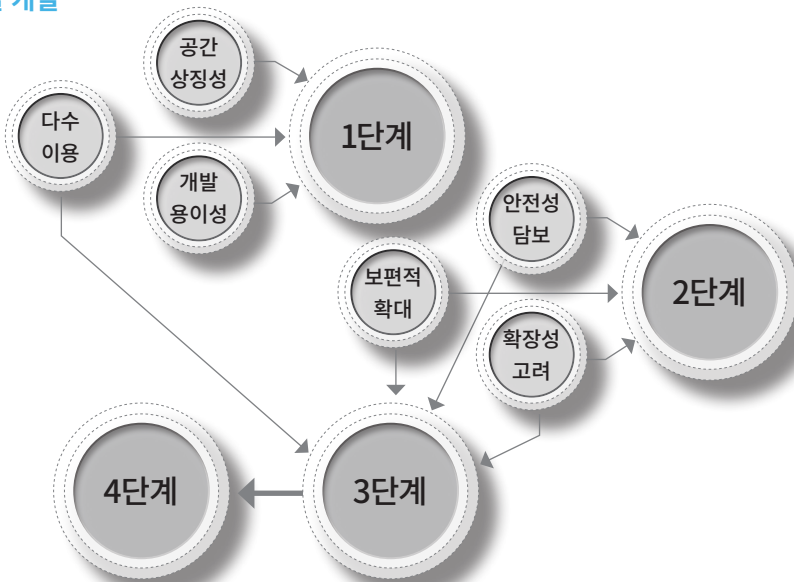 개발
공간
상징성
다수
이용
1단계
개발
용이성
안전성
담보
보편적
확대
2단계
확장성
고려
4단계
3단계